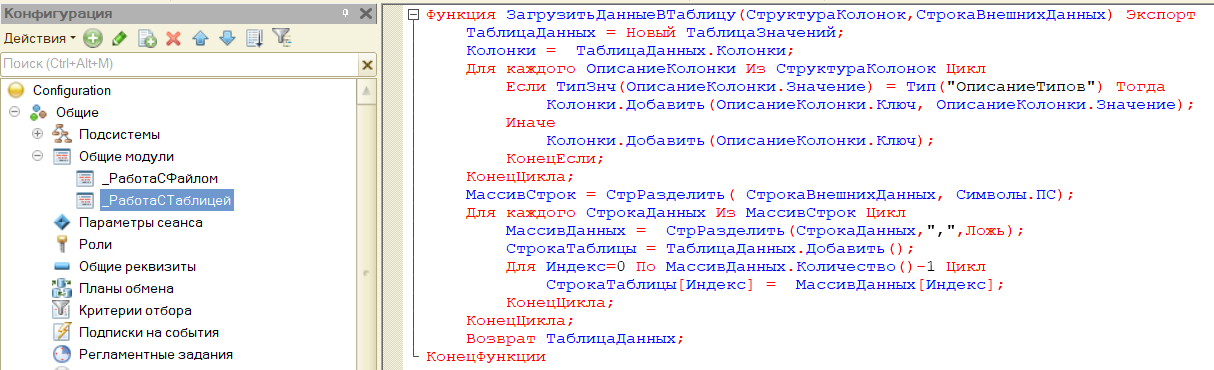 Конфигурация
Действия
Поиск (Ctrl+Alt+M)
Configuration
Общие
Подсистемы
Общие модули
_РаботаСФайлом
_РаботаСТаблицей
Параметры сеанса
Роли
Общие реквизиты
Планы обмена
Критерии отбора
Подписки на события
Регламентные задания
Функция ЗагрузитьДанныеВТаблицу(СтруктураКолонок,СтрокаВнешнихДанных) Экспорт
ТаблицаДанных = Новый ТаблицаЗначений;
Колонки =  ТаблицаДанных.Колонки;
Для каждого ОписаниеКолонки Из СтруктураКолонок Цикл
Если ТипЗнч(ОписаниеКолонки.Значение) = Тип("ОписаниеТипов") Тогда
Колонки.Добавить(ОписаниеКолонки.Ключ, ОписаниеКолонки.Значение);
Иначе
Колонки.Добавить(ОписаниеКолонки.Ключ);
КонецЕсли;
КонецЦикла;
МассивСтрок = СтрРазделить( СтрокаВнешнихДанных, Символы.ПС);
Для каждого СтрокаДанных Из МассивСтрок Цикл
МассивДанных =  СтрРазделить(СтрокаДанных,",",Ложь);
СтрокаТаблицы = ТаблицаДанных.Добавить();
Для Индекс=0 По МассивДанных.Количество()-1 Цикл
СтрокаТаблицы[Индекс] =  МассивДанных[Индекс];
КонецЦикла;
КонецЦикла;
Возврат ТаблицаДанных;
КонецФункции